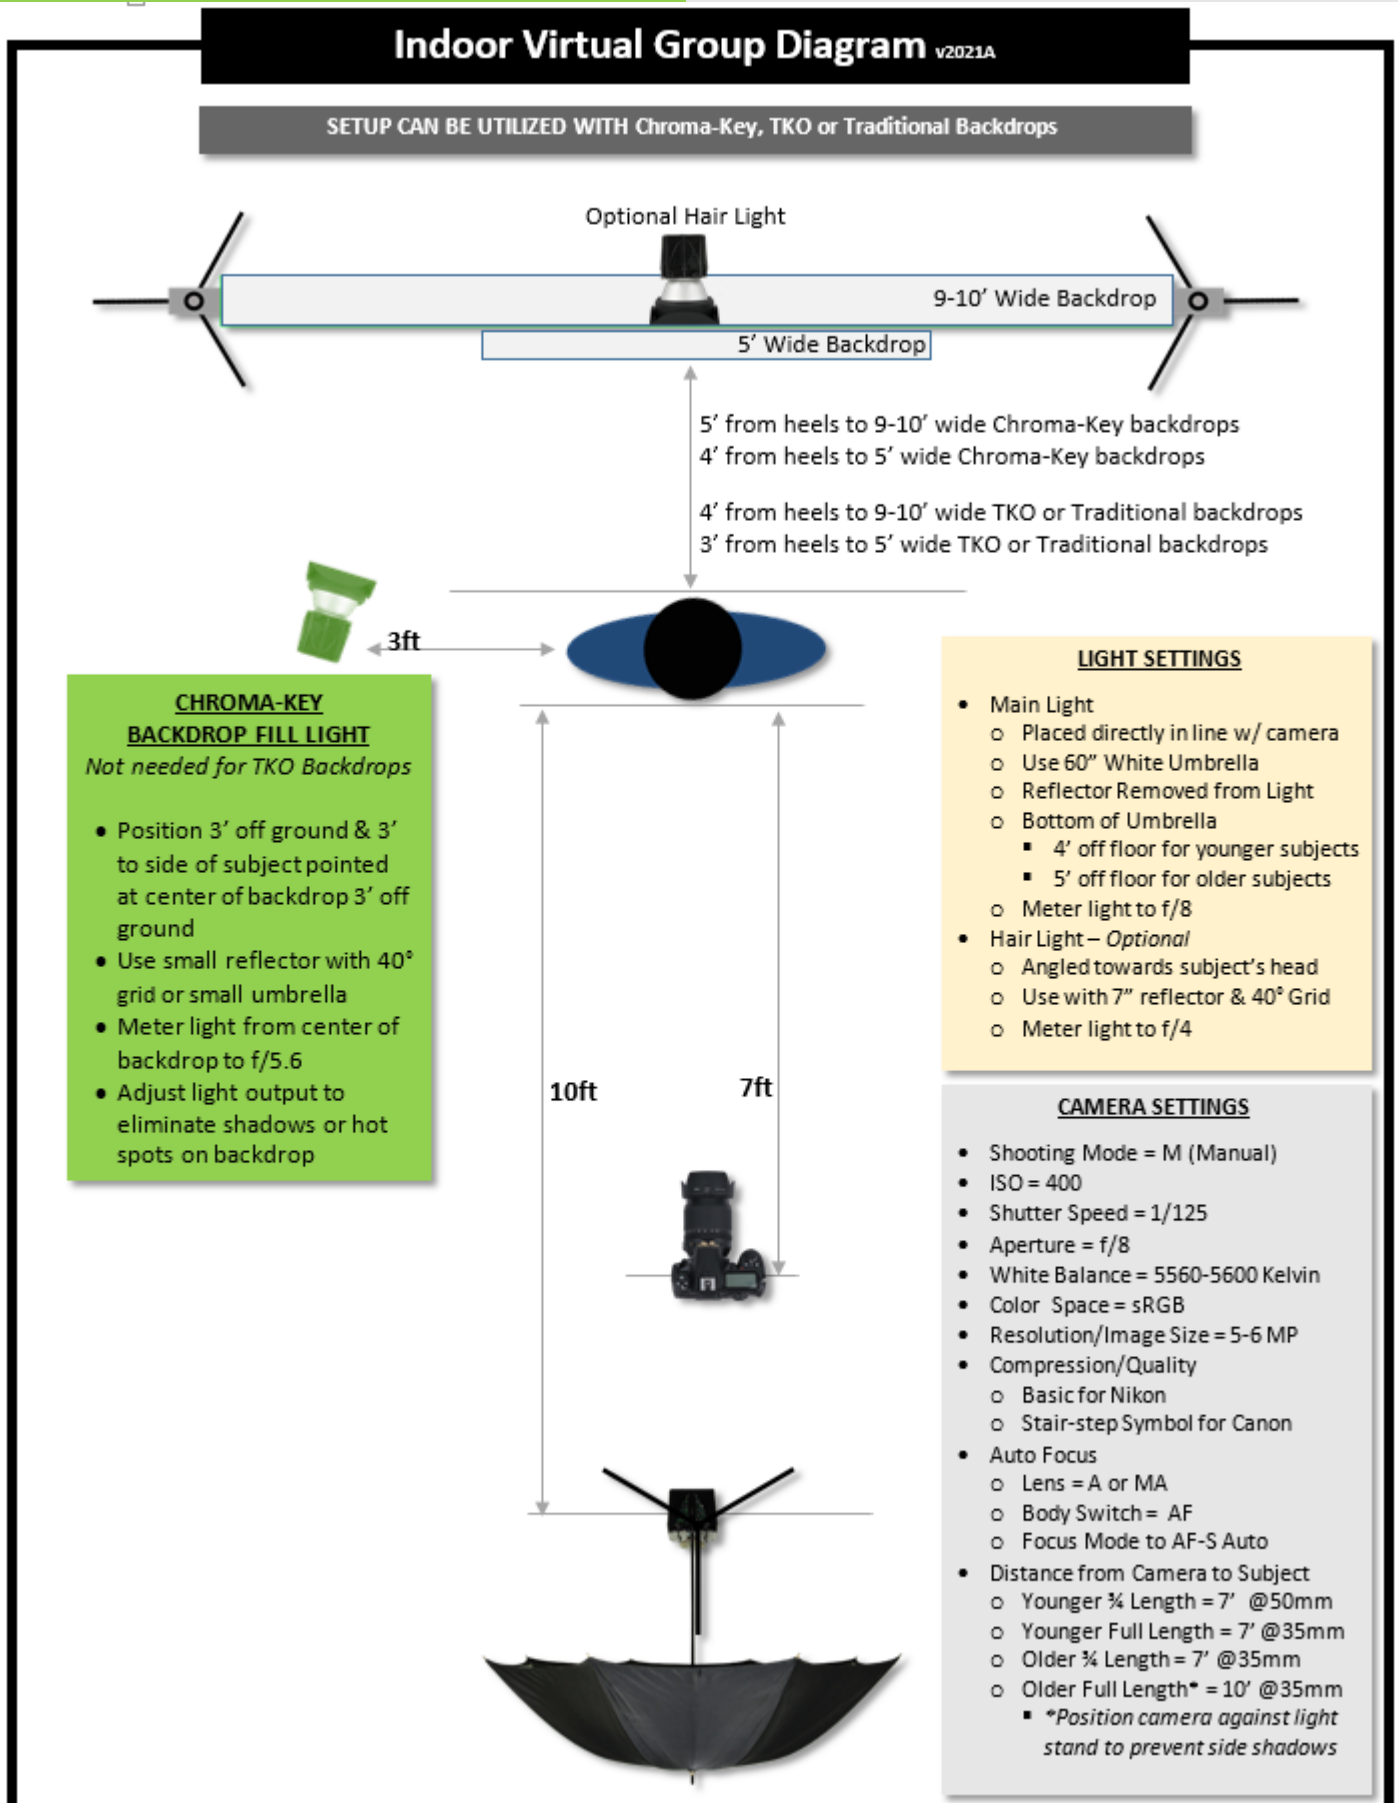 Indoor Virtual Group Diagram v2021A
SETUP CAN BE UTILIZED WITH Chroma-Key, TKO or Traditional Backdrops
Optional Hair Light
9-10’ Wide Backdrop
5’ Wide Backdrop
5’ from heels to 9-10’ wide Chroma-Key backdrops
4’ from heels to 5’ wide Chroma-Key backdrops
4’ from heels to 9-10’ wide TKO or Traditional backdrops
3’ from heels to 5’ wide TKO or Traditional backdrops
3ft
CHROMA-KEY
BACKDROP FILL LIGHT
Not needed for TKO Backdrops
• Position 3’ off ground & 3’
to side of subject pointed
at center of backdrop 3’ off
ground
• Use small reflector with 40°
grid or small umbrella
• Meter light from center of
backdrop to f/5.6
• Adjust light output to
eliminate shadows or hot
spots on backdrop
10ft
7ft
LIGHT SETTINGS
• Main Light
o Placed directly in line w/ camera
o Use 60” White Umbrella
o Reflector Removed from Light
o Bottom of Umbrella
▪ 4’ off floor for younger subjects
▪ 5’ off floor for older subjects
o Meter light to f/8
• Hair Light – Optional
o Angled towards subject’s head
o Use with 7” reflector & 40° Grid
o Meter light to f/4
CAMERA SETTINGS
• Shooting Mode = M (Manual)
• ISO = 400
• Shutter Speed = 1/125
• Aperture = f/8
• White Balance = 5560-5600 Kelvin
• Color Space = sRGB
• Resolution/Image Size = 5-6 MP
• Compression/Quality
o Basic for Nikon
o Stair-step Symbol for Canon
• Auto Focus
o Lens = A or MA
o Body Switch = AF
o Focus Mode to AF-S Auto
• Distance from Camera to Subject
o Younger ¾ Length = 7’ @50mm
o Younger Full Length = 7’ @35mm
o Older ¾ Length = 7’ @35mm
o Older Full Length* = 10’ @35mm
▪ *Position camera against light
stand to prevent side shadows